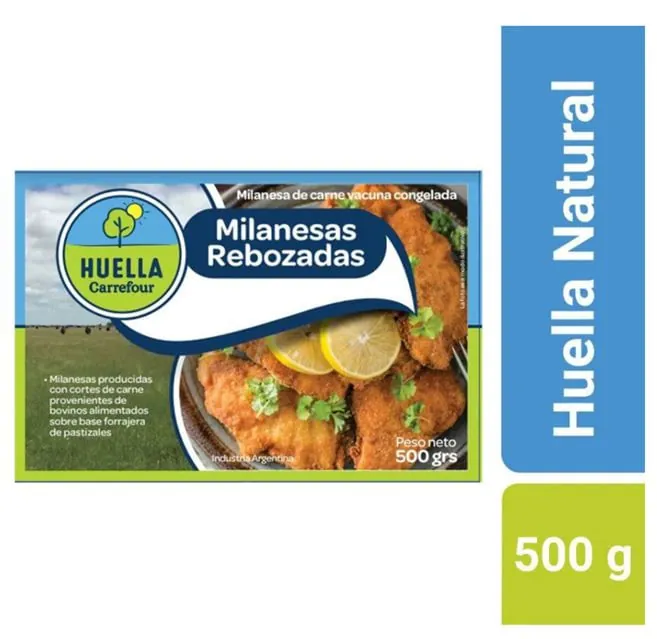 Milanesa de carne vacuna congelada
Milanesas
Rebozadas
HUELLA
Carrefour
• Milanesas producidas
con cortes de carne
provenientes de
bovinos alimentados
sobre base forrajera
de pastizales
Industria Argentina
Peso neto
500 grs
Huella Natural
500 g